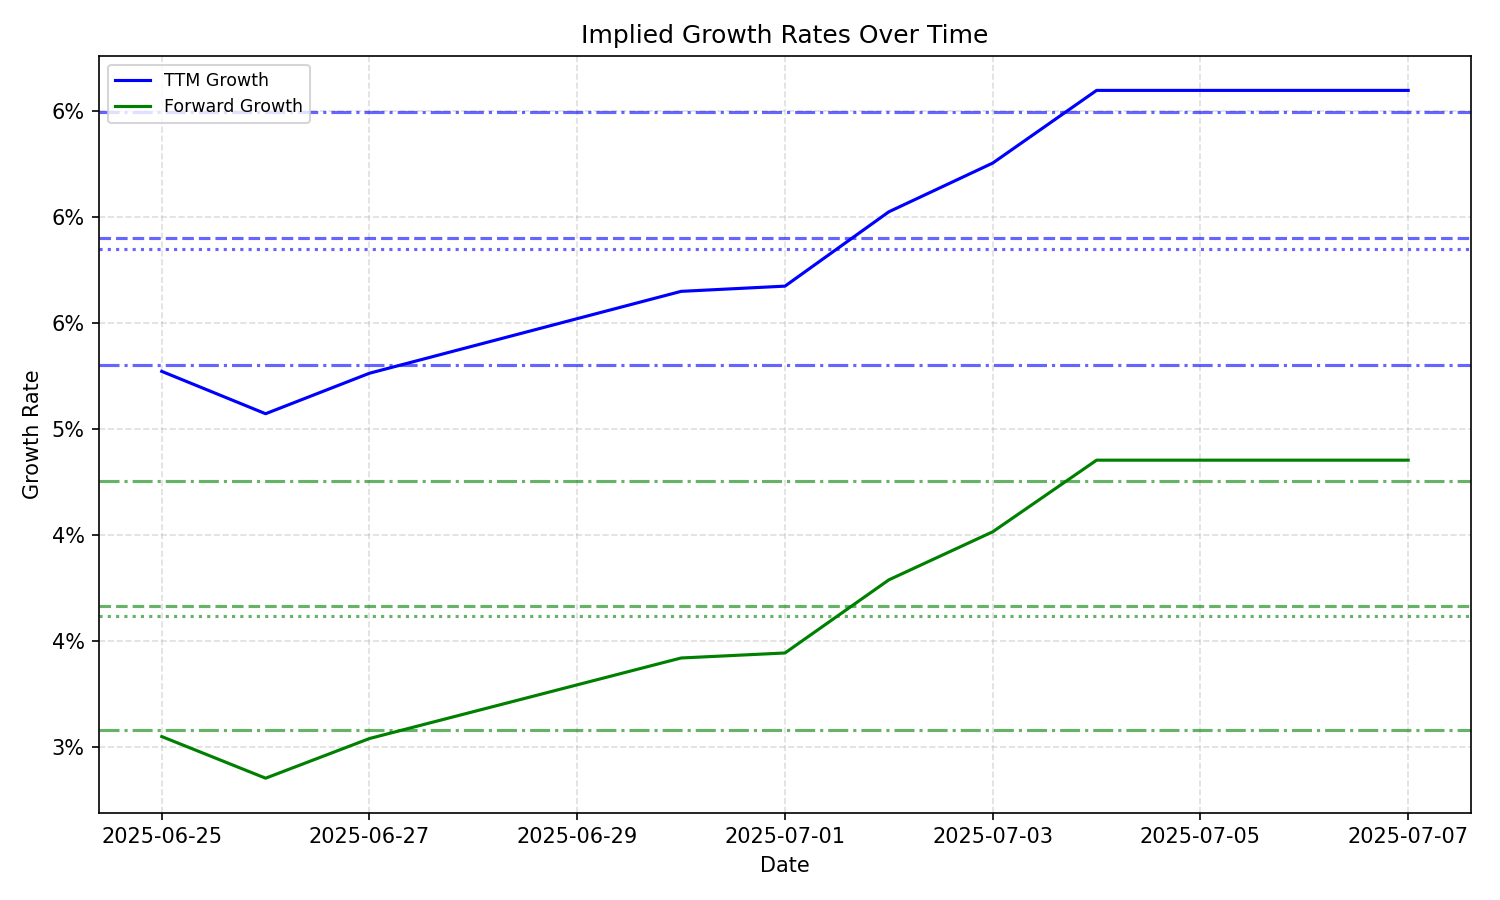 Implied Growth Rates Over Time
TTM Growth
Forward Growth
6%
6%
6%
5%
4%
4%
3%
Growth Rate
2025-06-25
2025-06-27
2025-06-29
2025-07-01
2025-07-03
2025-07-05
2025-07-07
Date